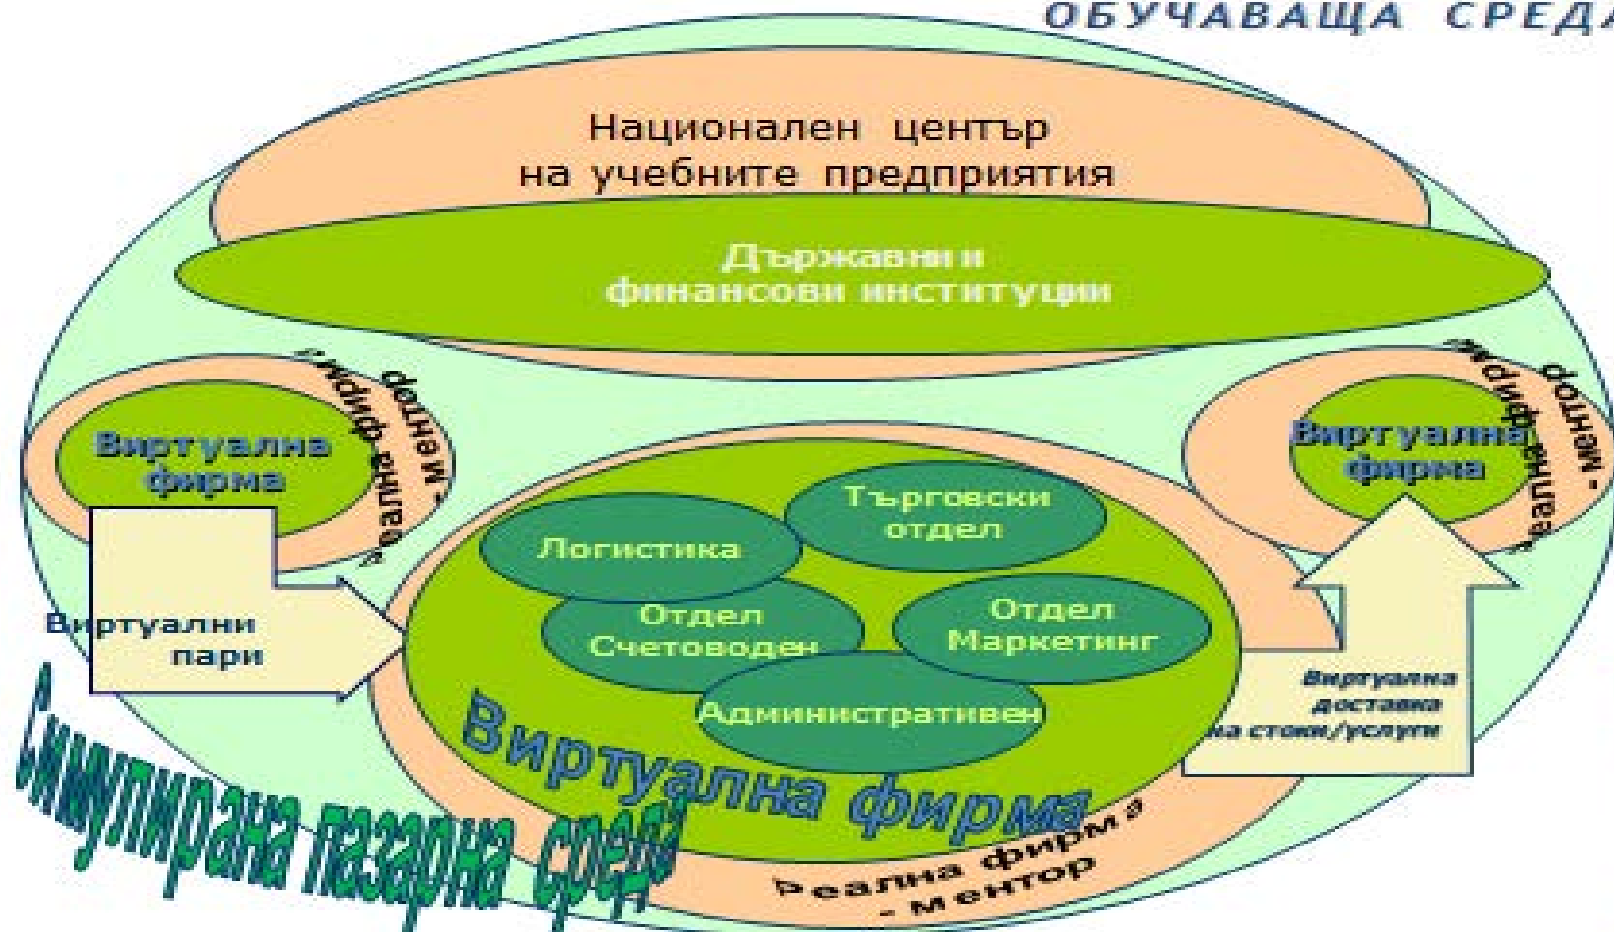 ОБУЧАВАЩА СРЕДА
Национален център
на учебните предприятия
Държавни и
финансови институции
Виртуална
фирма
Реална фирма
- ментор
Виртуална
фирма
Реална фирма
- ментор
Търговски
отдел
Логистика
Отдел
Счетоводен
Отдел
Маркетинг
Административен
Виртуални
пари
Виртуална
доставка
на стоки/услуги
Виртуална фирма
Реална фирма
- ментор
Симулирана пазарна среда